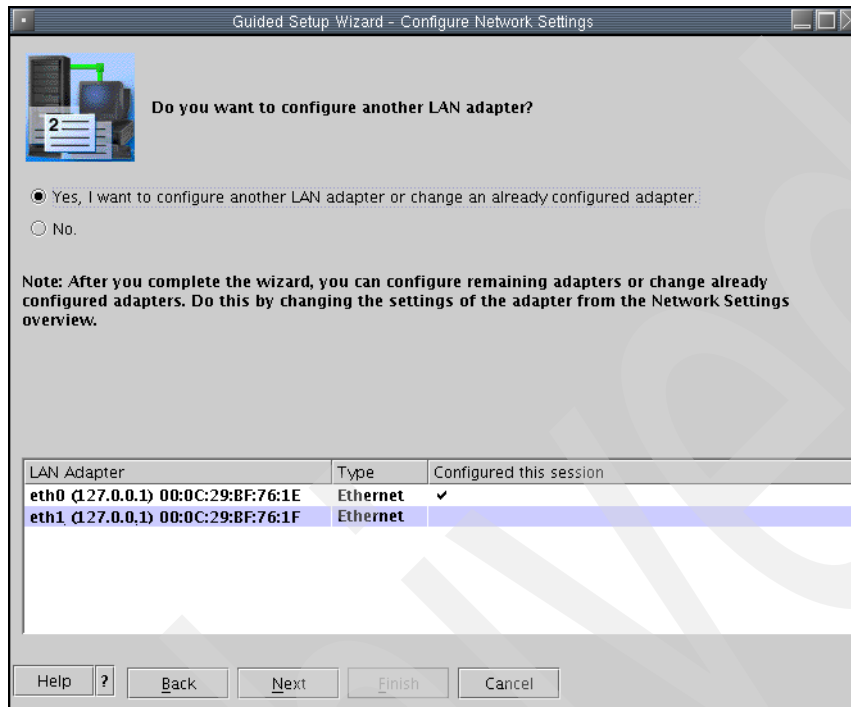 Guided Setup Wizard - Configure Network Settings
2
Do you want to configure another LAN adapter?
Yes, I want to configure another LAN adapter or change an already configured adapter.
No.
Note: After you complete the wizard, you can configure remaining adapters or change already
configured adapters. Do this by changing the settings of the adapter from the Network Settings
overview.
LAN Adapter Type Configured this session
eth0 (127.0.0.1) 00:0C:29:BF:76:1E Ethernet ✔
eth1 (127.0.0.1) 00:0C:29:BF:76:1F Ethernet
Help ? Back Next Finish Cancel